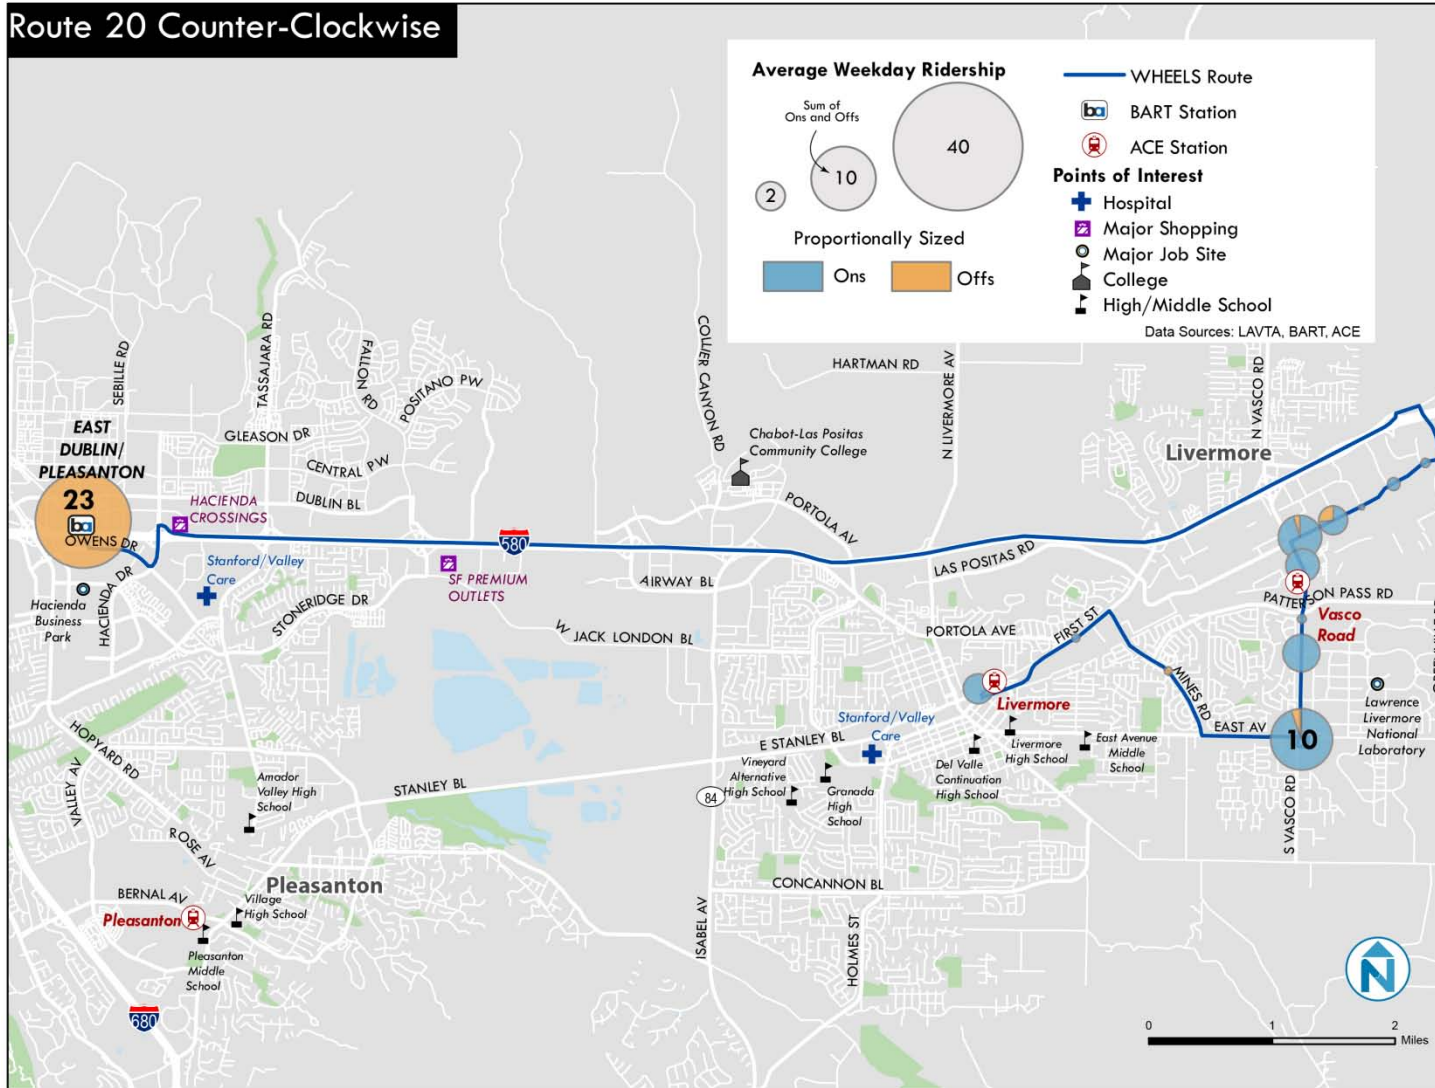 Route 20 Counter-Clockwise
Average Weekday Ridership
Sum of
Ons and Offs
2
10
40
Proportionally Sized
Ons
Offs
WHEELS Route
ba
BART Station
ACE Station
Points of Interest
Hospital
Major Shopping
Major Job Site
College
High/Middle School
Data Sources: LAVTA, BART, ACE
SEBILLE RD
TASSAJARA RD
FALLON RD
POSITANO PW
COLLIER CANYON RD
HARTMAN RD
N LIVERMORE AV
N VASCO RD
EAST
DUBLIN/
PLEASANTON
23
ba
OWENS DR
GLEASON DR
CENTRAL PW
DUBLIN BL
HACIENDA
CROSSINGS
Chabot-Las Positas
Community College
Livermore
PORTOLA AV
580
LAS POSITAS RD
Stanford/Valley
Care
SF PREMIUM
OUTLETS
AIRWAY BL
Hacienda
Business
Park
HACIENDA DR
STONERIDGE DR
W JACK LONDON BL
PORTOLA AVE
FIRST ST
PATTERSON PASS RD
Vasco
Road
MINES RD
Livermore
Lawrence
Livermore
National
Laboratory
Stanford/Valley
Care
EAST AV
10
E STANLEY BL
Livermore
High School
East Avenue
Middle
School
Del Valle
Continuation
High School
Vineyard
Alternative
High School
Granada
High
School
HOPYARD RD
VALLEY AV
Amador
Valley High
School
STANLEY BL
84
S VASCO RD
ROSE AV
Pleasanton
CONCANNON BL
BERNAL AV
Village
High School
Pleasanton
Pleasanton
Middle
School
ISABEL AV
HOLMES ST
680
N
0
1
2
Miles